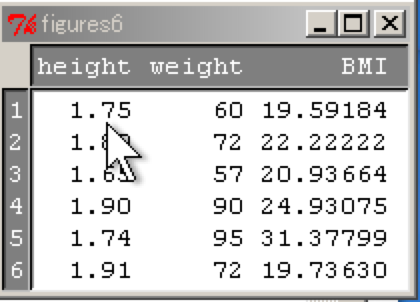 figures6
height weight BMI
1 1.75 60 19.59184
2 72 22.22222
3 57 20.93664
4 1.90 90 24.93075
5 1.74 95 31.37799
6 1.91 72 19.73630